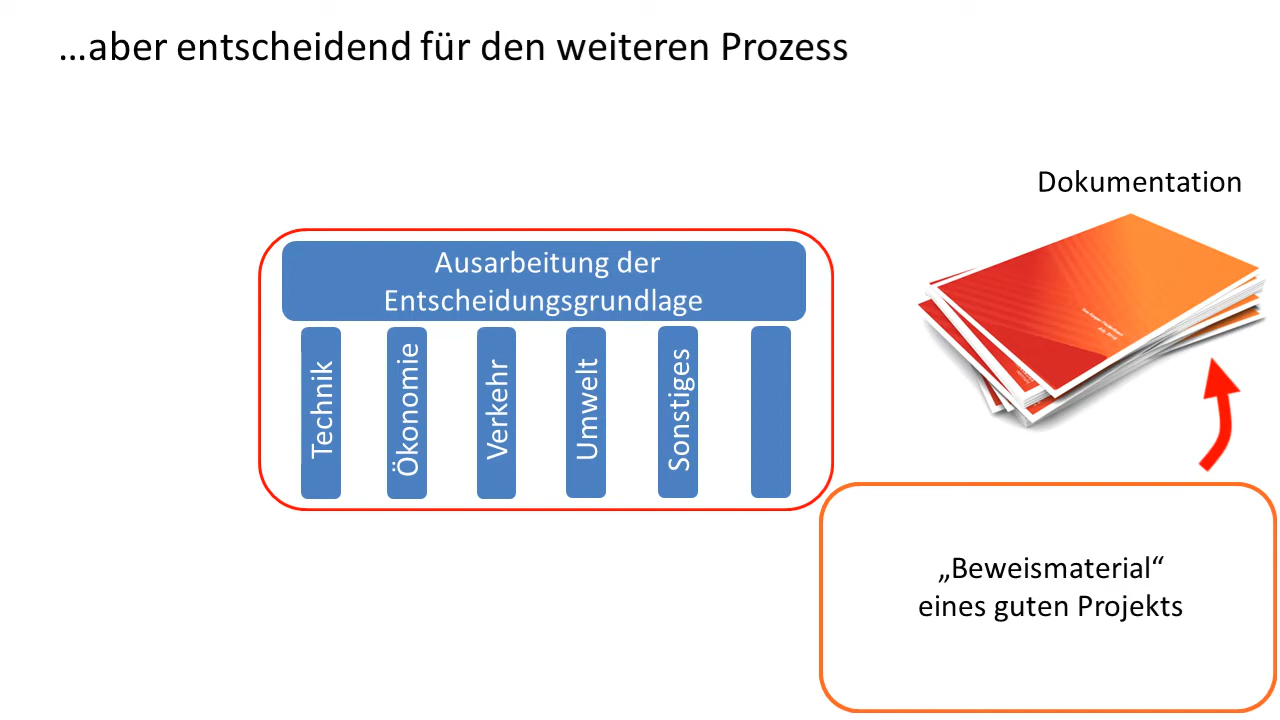 …aber entscheidend für den weiteren Prozess
Dokumentation
Ausarbeitung der
Entscheidungsgrundlage
Technik
Ökonomie
Verkehr
Umwelt
Sonstiges
„Beweismaterial“
eines guten Projekts